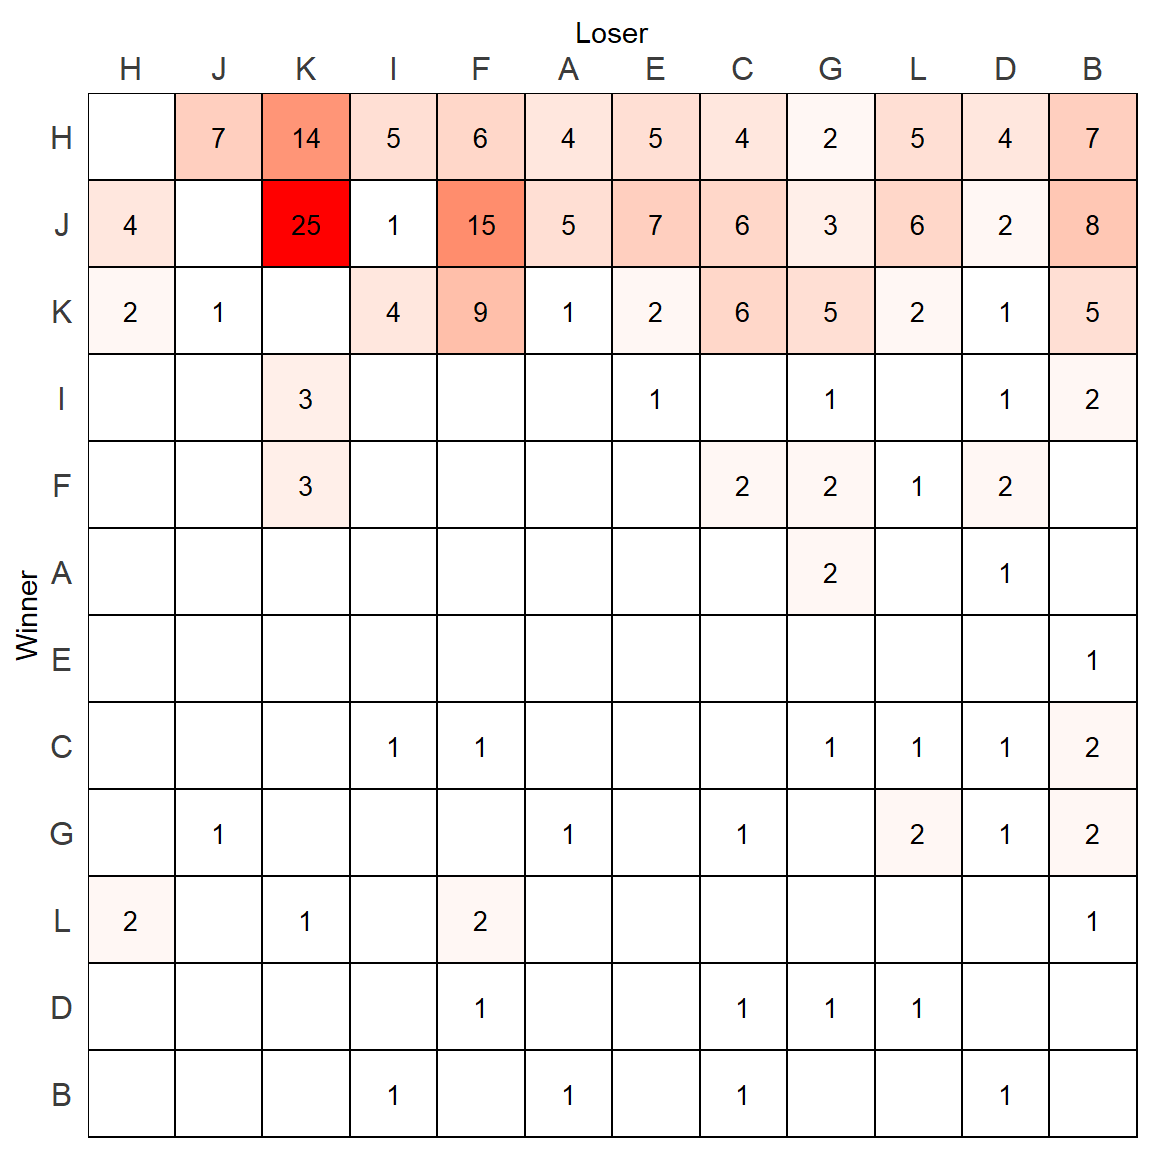 Loser
H J K I F A E C G L D B
H 7 14 5 6 4 5 4 2 5 4 7
J 4 25 1 15 5 7 6 3 6 2 8
K 2 1 4 9 1 2 6 5 2 1 5
I 3 1 1 1 2
F 3 2 2 1 2
A 2 1
E 1
C 1 1 1 1 1 2
G 1 1 1 2 1 2
L 2 1 2 1
D 1 1 1 1
B 1 1 1 1
Winner